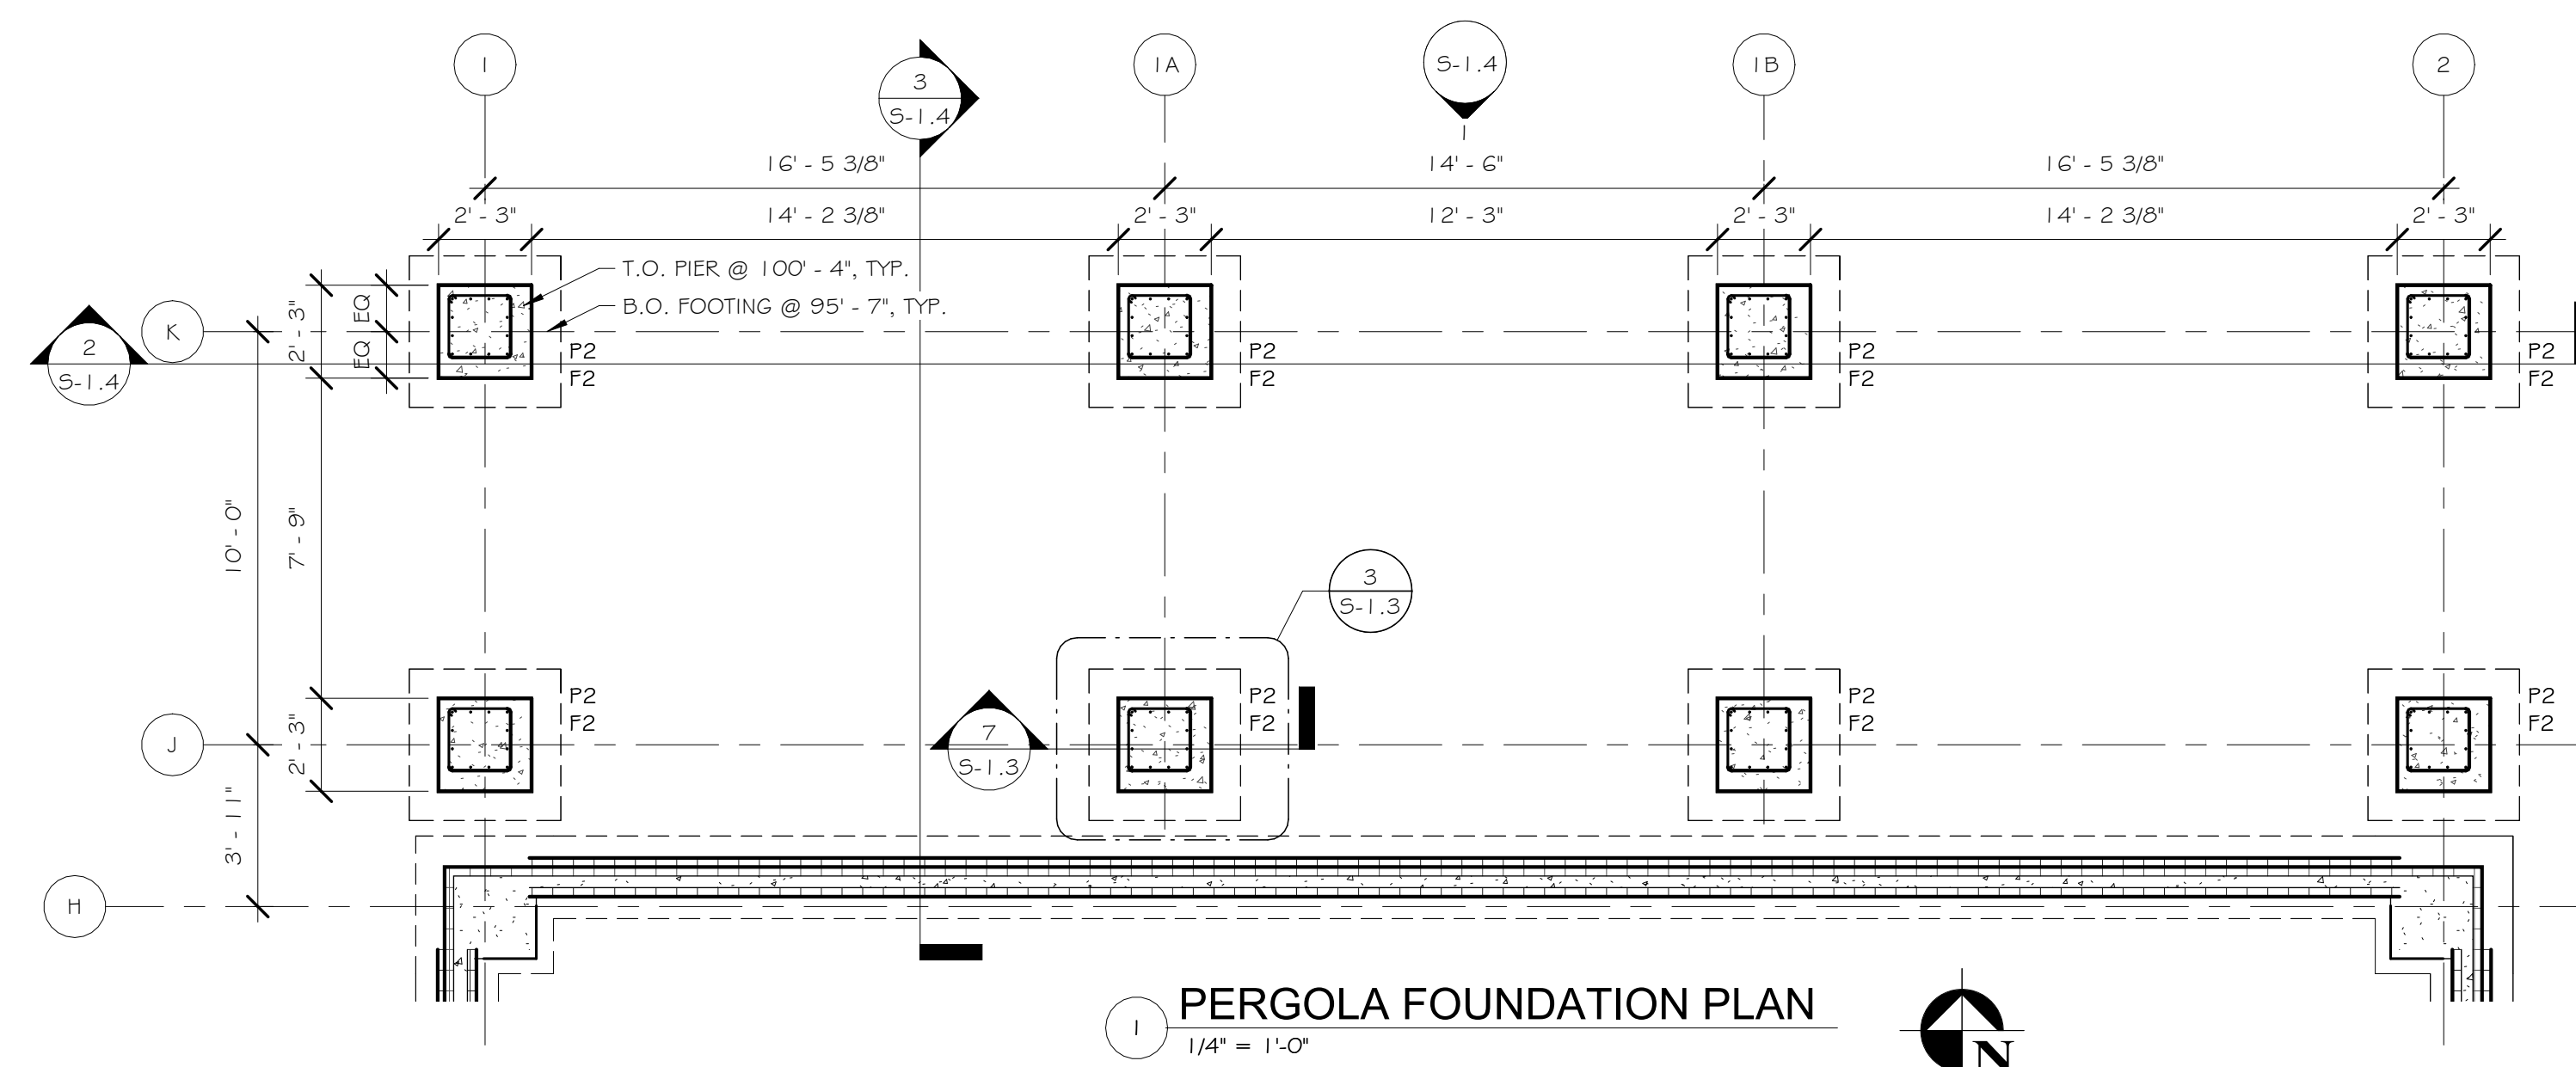 1
3
S-1.4
1A
S-1.4
1
1B
2
16' - 5 3/8"
14' - 6"
16' - 5 3/8"
2' - 3"
14' - 2 3/8"
2' - 3"
12' - 3"
2' - 3"
14' - 2 3/8"
2' - 3"
T.O. PIER @ 100' - 4", TYP.
B.O. FOOTING @ 95' - 7", TYP.
2
S-1.4
K
2' - 3"
EQ
EQ
P2
F2
P2
F2
P2
F2
P2
F2
10' - 0"
7' - 9"
3
S-1.3
J
2' - 3"
P2
F2
7
S-1.3
P2
F2
P2
F2
P2
F2
3' - 11"
H
1
PERGOLA FOUNDATION PLAN
1/4" = 1'-0"
N